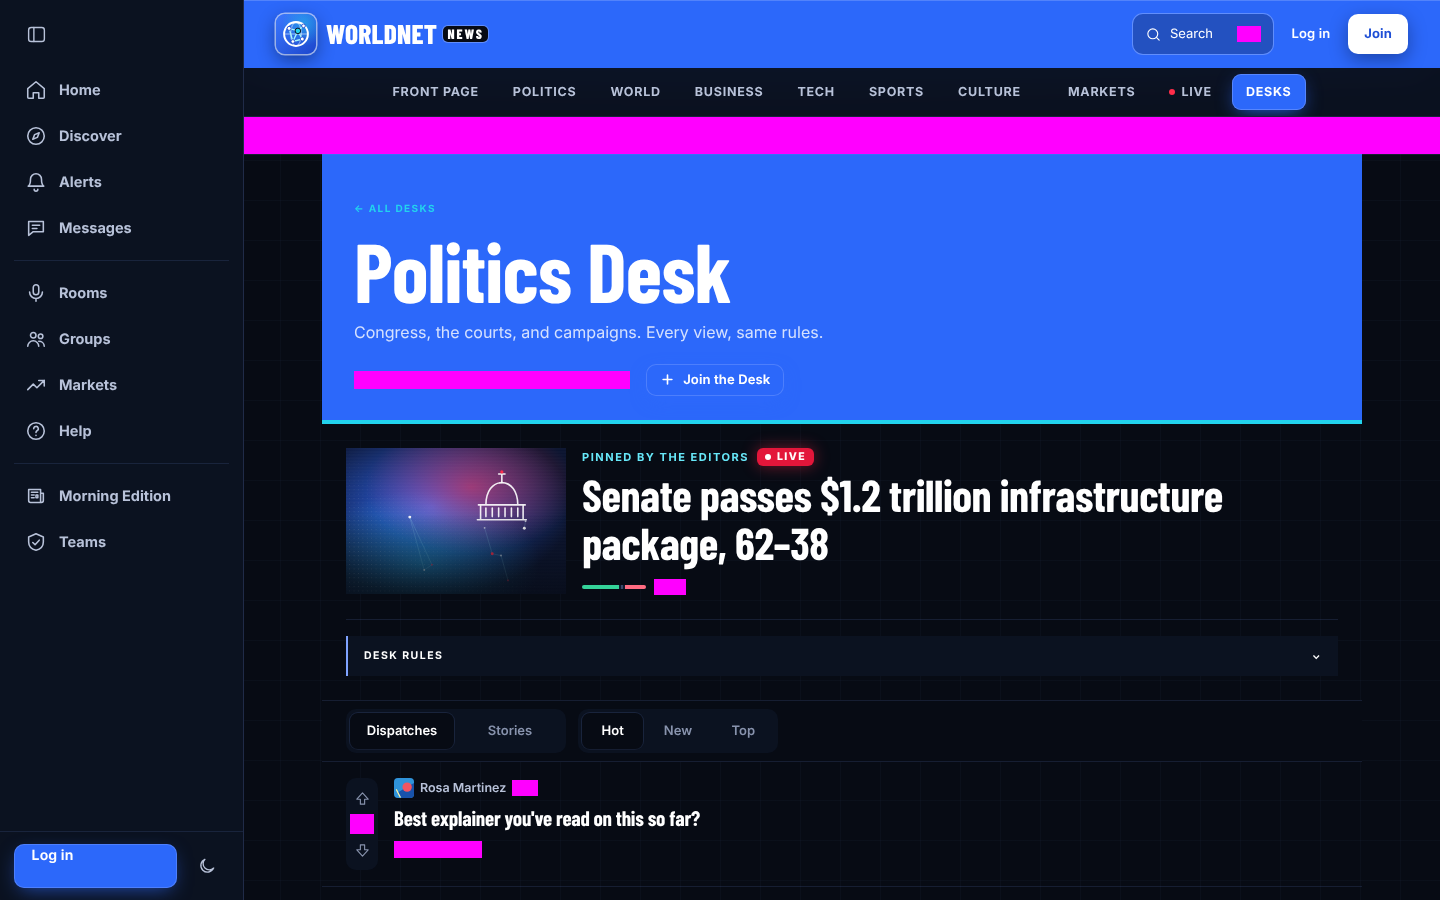 WORLDNET NEWS
Search
Log in
Join
FRONT PAGE
POLITICS
WORLD
BUSINESS
TECH
SPORTS
CULTURE
MARKETS
LIVE
DESKS
Home
Discover
Alerts
Messages
Rooms
Groups
Markets
Help
Morning Edition
Teams
Log in
← ALL DESKS
Politics Desk
Congress, the courts, and campaigns. Every view, same rules.
Join the Desk
PINNED BY THE EDITORS
LIVE
Senate passes $1.2 trillion infrastructure
package, 62–38
DESK RULES
Dispatches
Stories
Hot
New
Top
Rosa Martinez
Best explainer you've read on this so far?